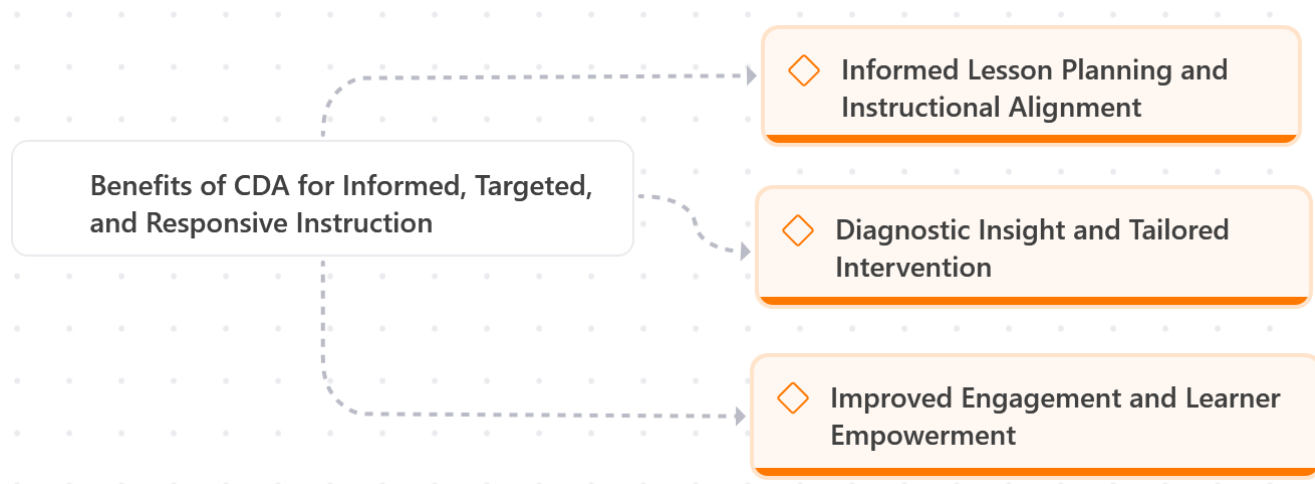 Informed Lesson Planning and
Instructional Alignment
Benefits of CDA for Informed, Targeted,
and Responsive Instruction
Diagnostic Insight and Tailored
Intervention
Improved Engagement and Learner
Empowerment